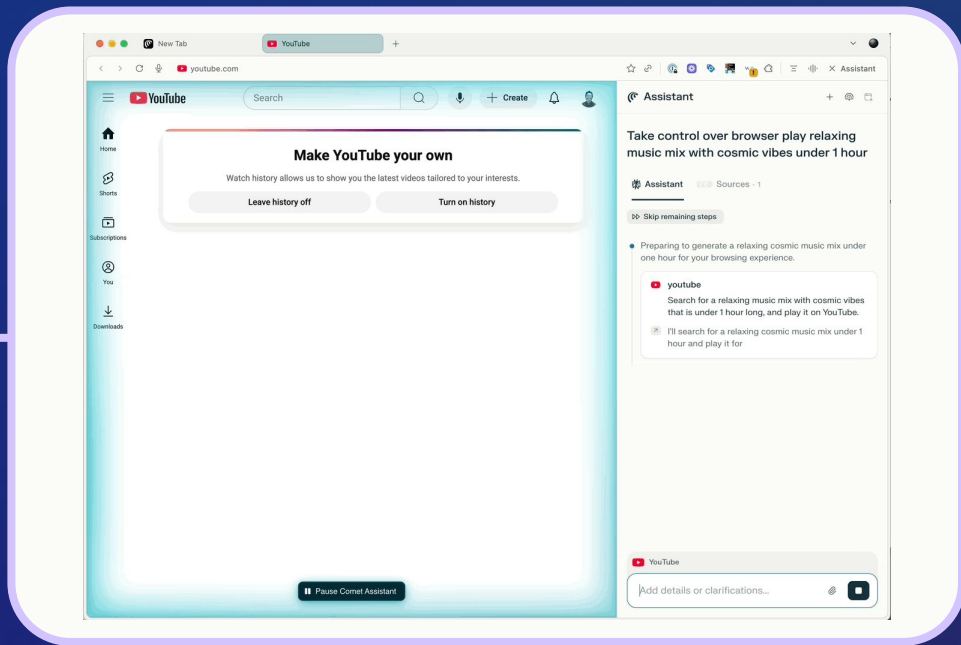 New Tab
YouTube
youtube.com
Assistant
YouTube
Search
Create
Home
Shorts
Subscriptions
You
Downloads
Make YouTube your own
Watch history allows us to show you the latest videos tailored to your interests.
Leave history off
Turn on history
Pause Comet Assistant
Assistant
Take control over browser play relaxing
music mix with cosmic vibes under 1 hour
Assistant
Sources · 1
Skip remaining steps
Preparing to generate a relaxing cosmic music mix under
one hour for your browsing experience.
youtube
Search for a relaxing music mix with cosmic vibes
that is under 1 hour long, and play it on YouTube.
I'll search for a relaxing cosmic music mix under 1
hour and play it for
YouTube
Add details or clarifications...